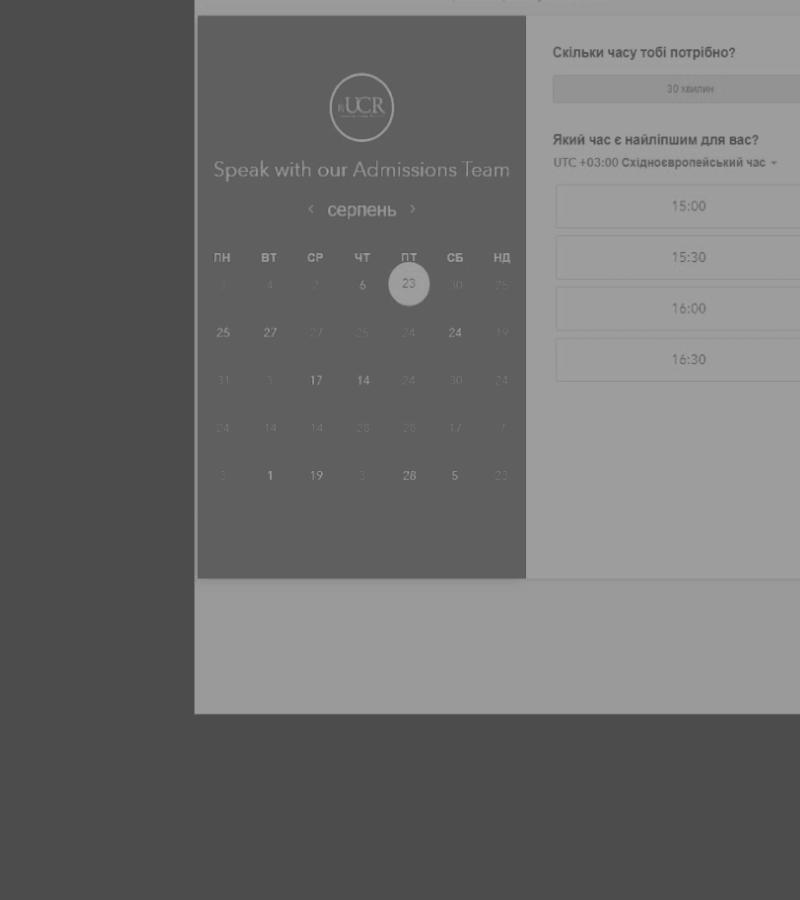 UCR
Speak with our Admissions Team
‹ серпень ›
ПН ВТ СР ЧТ ПТ СБ НД
3 4 2 6 23 30 25
25 27 27 25 24 24 19
31 3 17 14 24 30 24
24 14 14 28 26 17 7
3 1 19 3 28 5 23
Скільки часу тобі потрібно?
30 хвилин
Який час є найліпшим для вас?
UTC +03:00 Східноєвропейський час
15:00
15:30
16:00
16:30